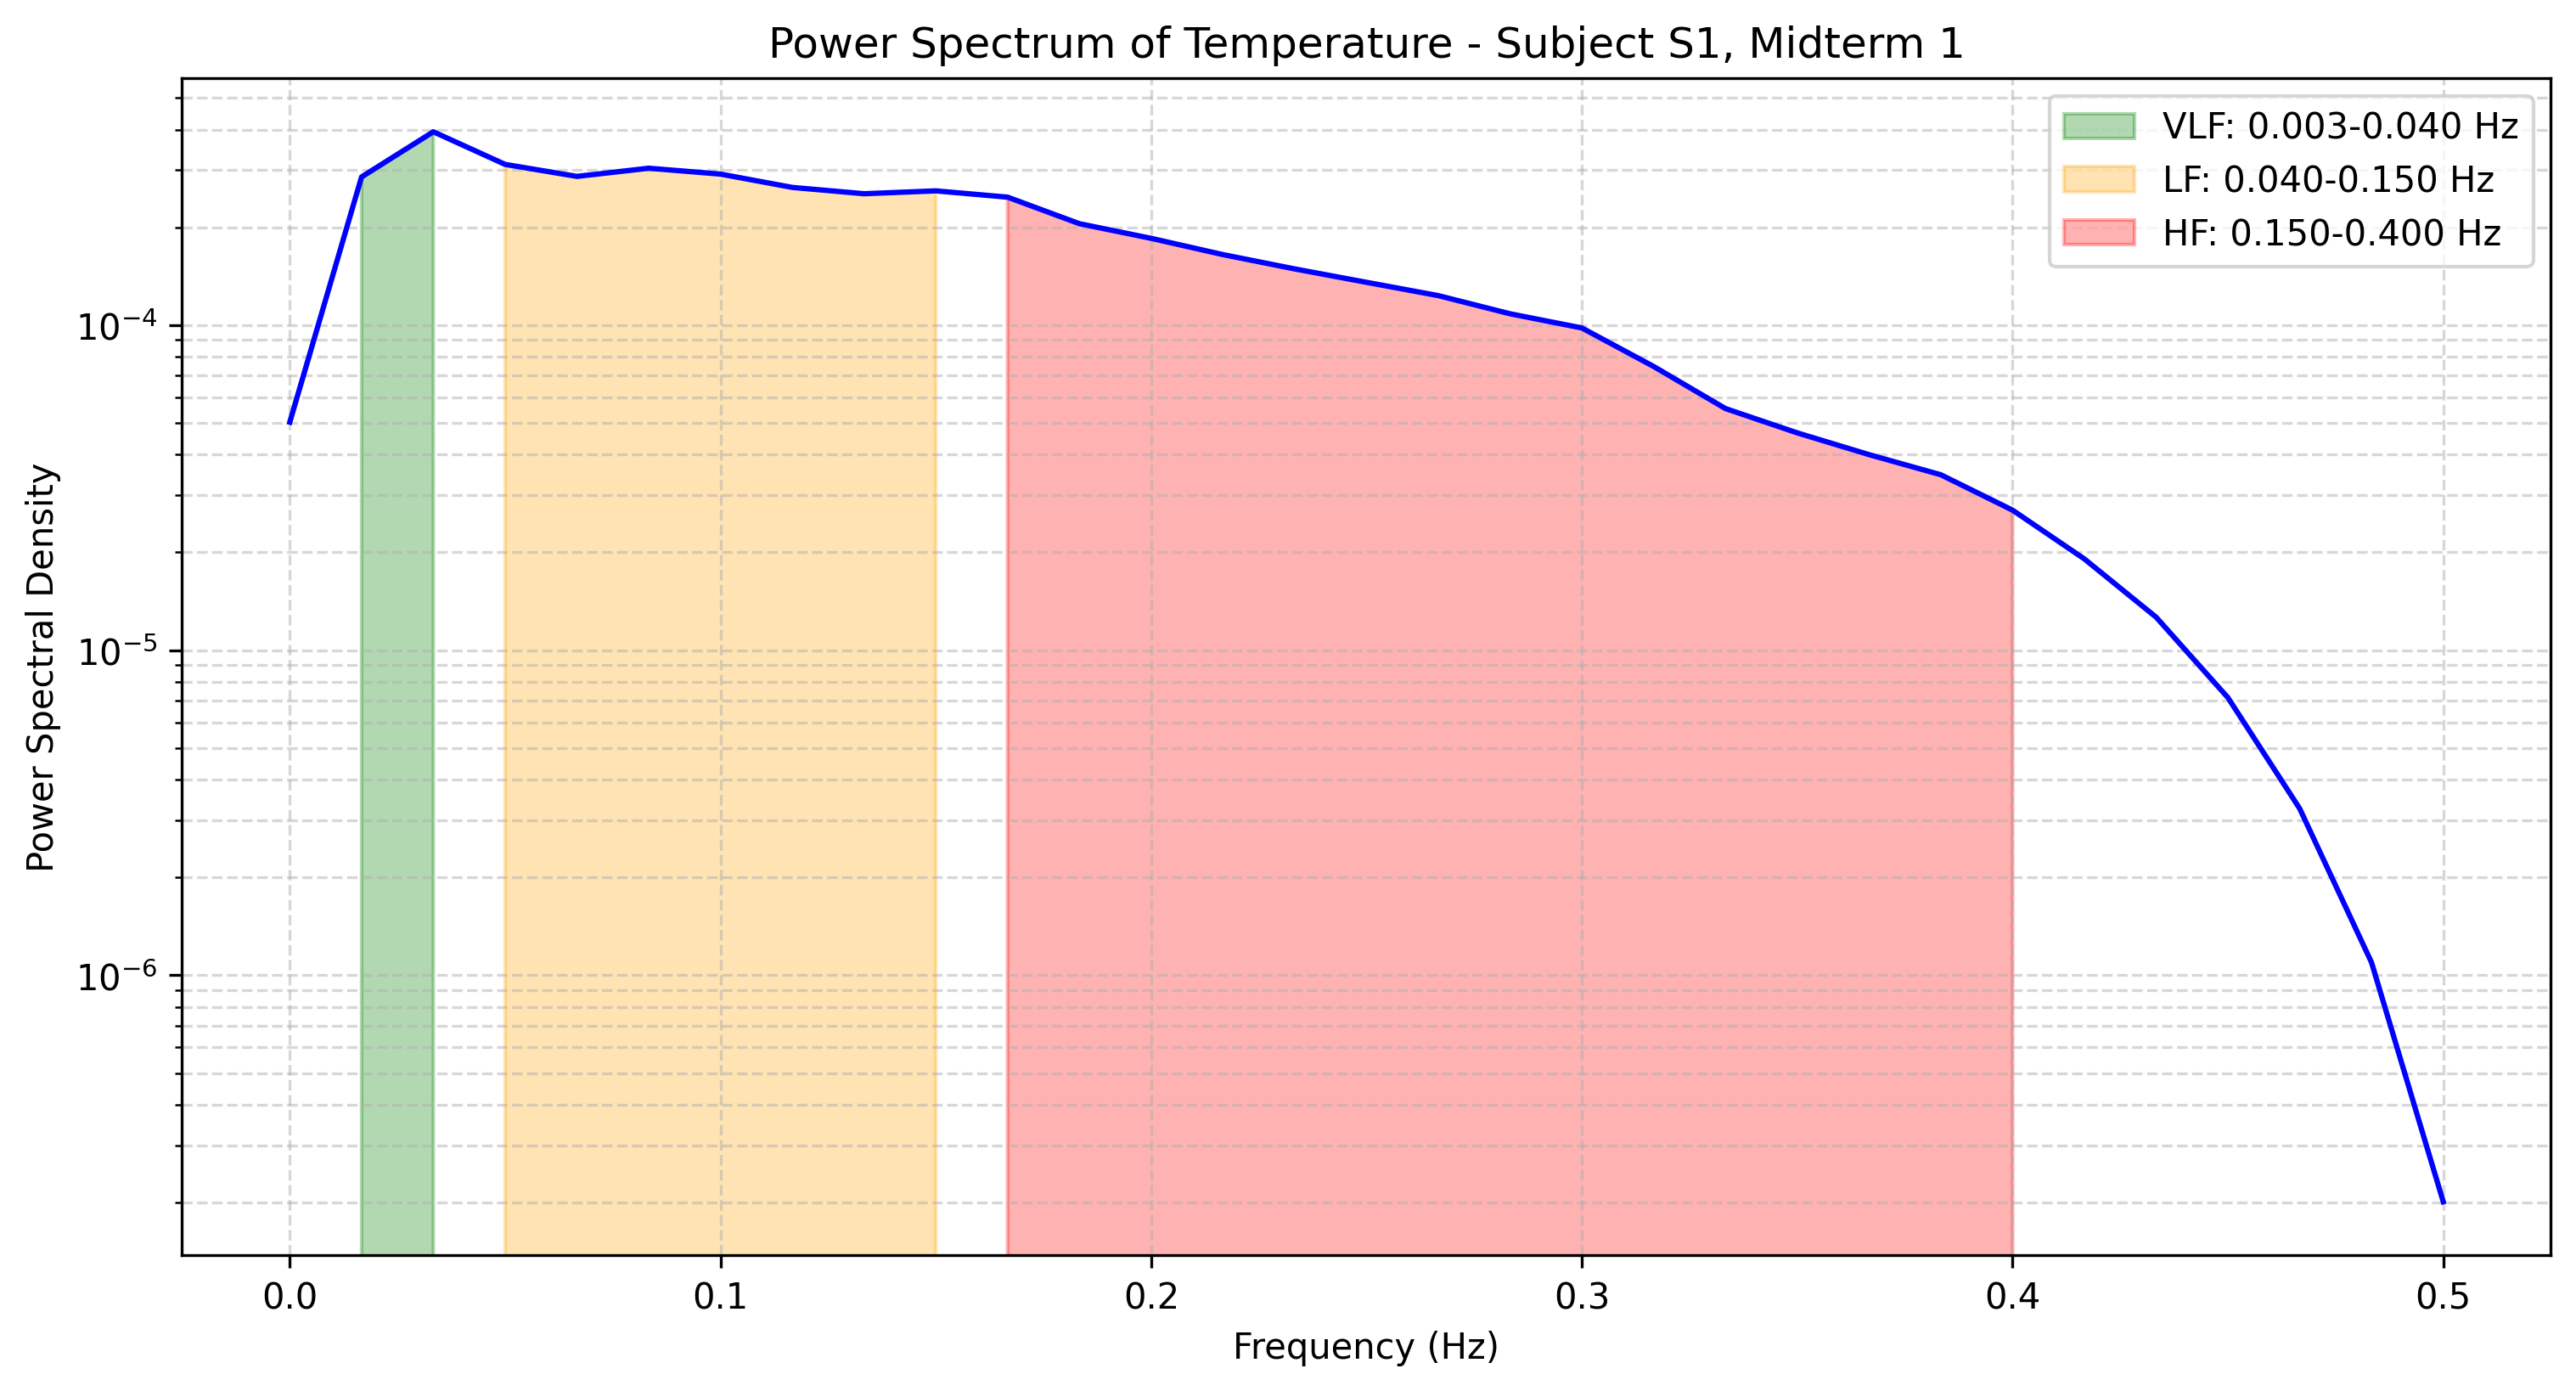 Power Spectrum of Temperature - Subject S1, Midterm 1
VLF: 0.003-0.040 Hz
LF: 0.040-0.150 Hz
HF: 0.150-0.400 Hz
Power Spectral Density
10⁻⁴
10⁻⁵
10⁻⁶
0.0 0.1 0.2 0.3 0.4 0.5
Frequency (Hz)